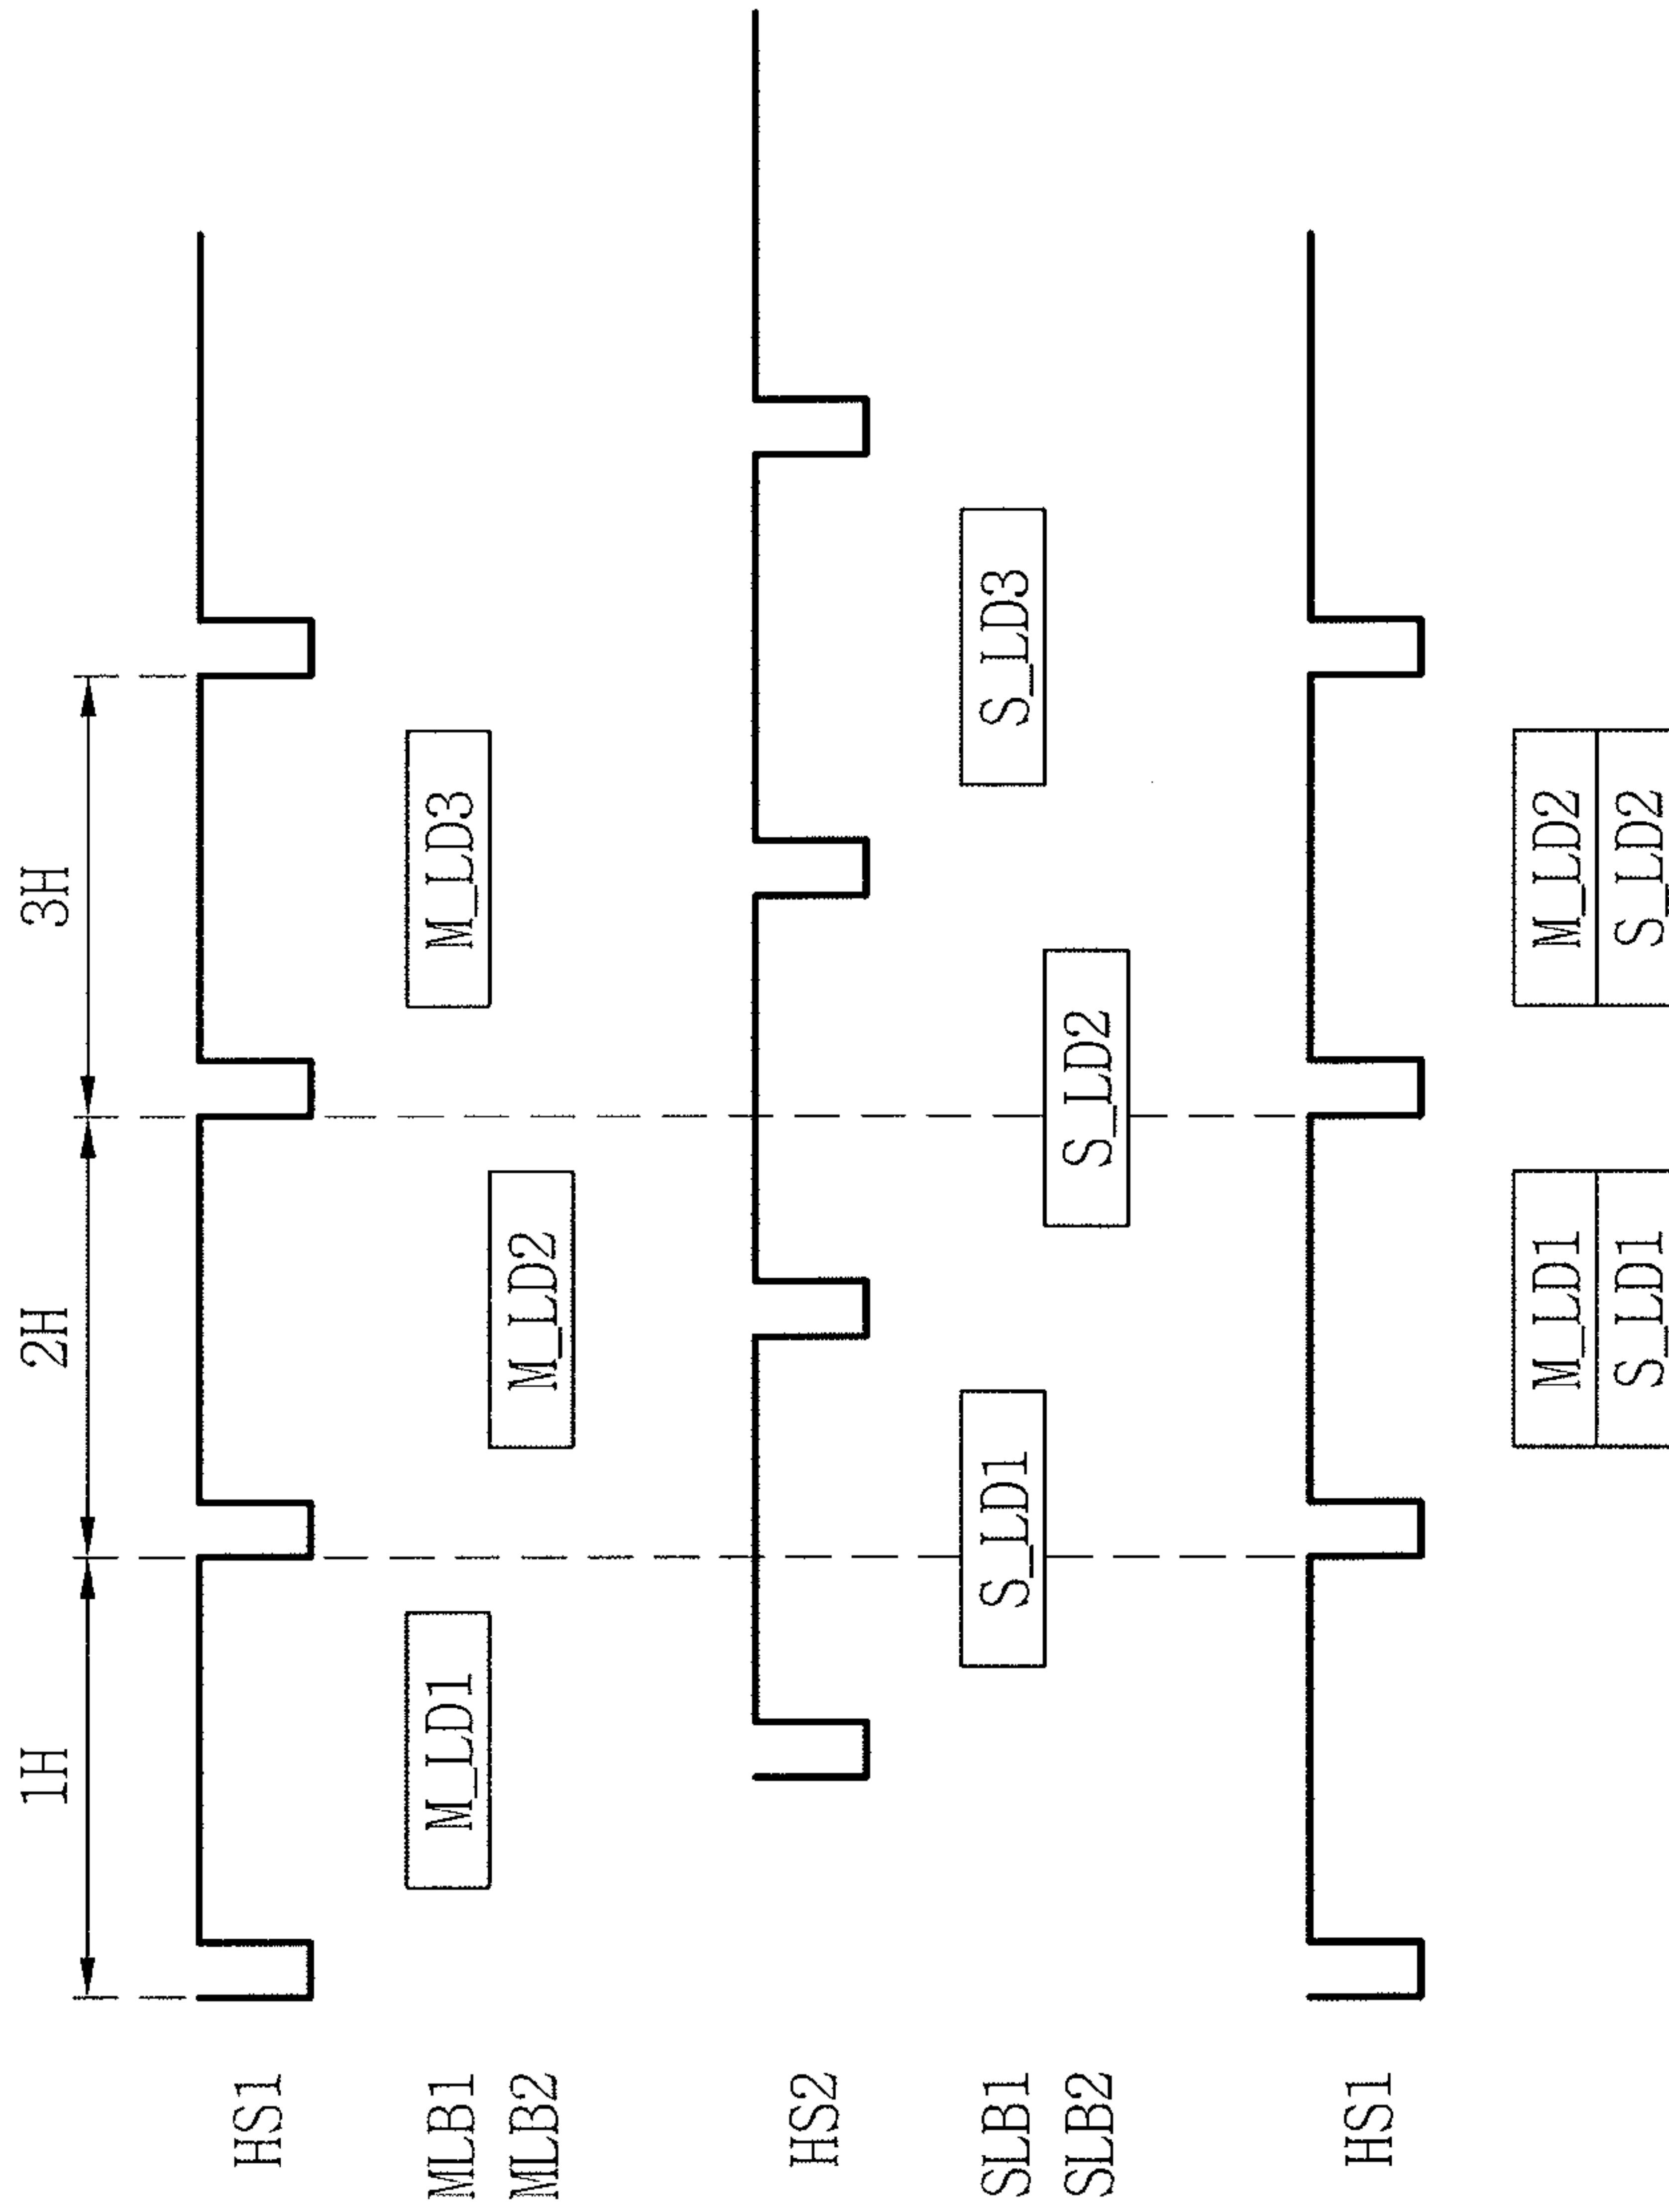 1H 2H 3H
HS1
MLB1 M_LD1 M_LD3
MLB2 M_LD2
HS2
SLB1 S_LD1 S_LD3
SLB2 S_LD2
HS1
M_LD1 M_LD2
S_LD1 S_LD2